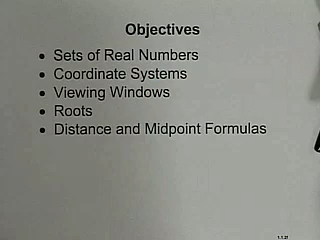 Objectives
• Sets of Real Numbers
• Coordinate Systems
• Viewing Windows
• Roots
• Distance and Midpoint Formulas